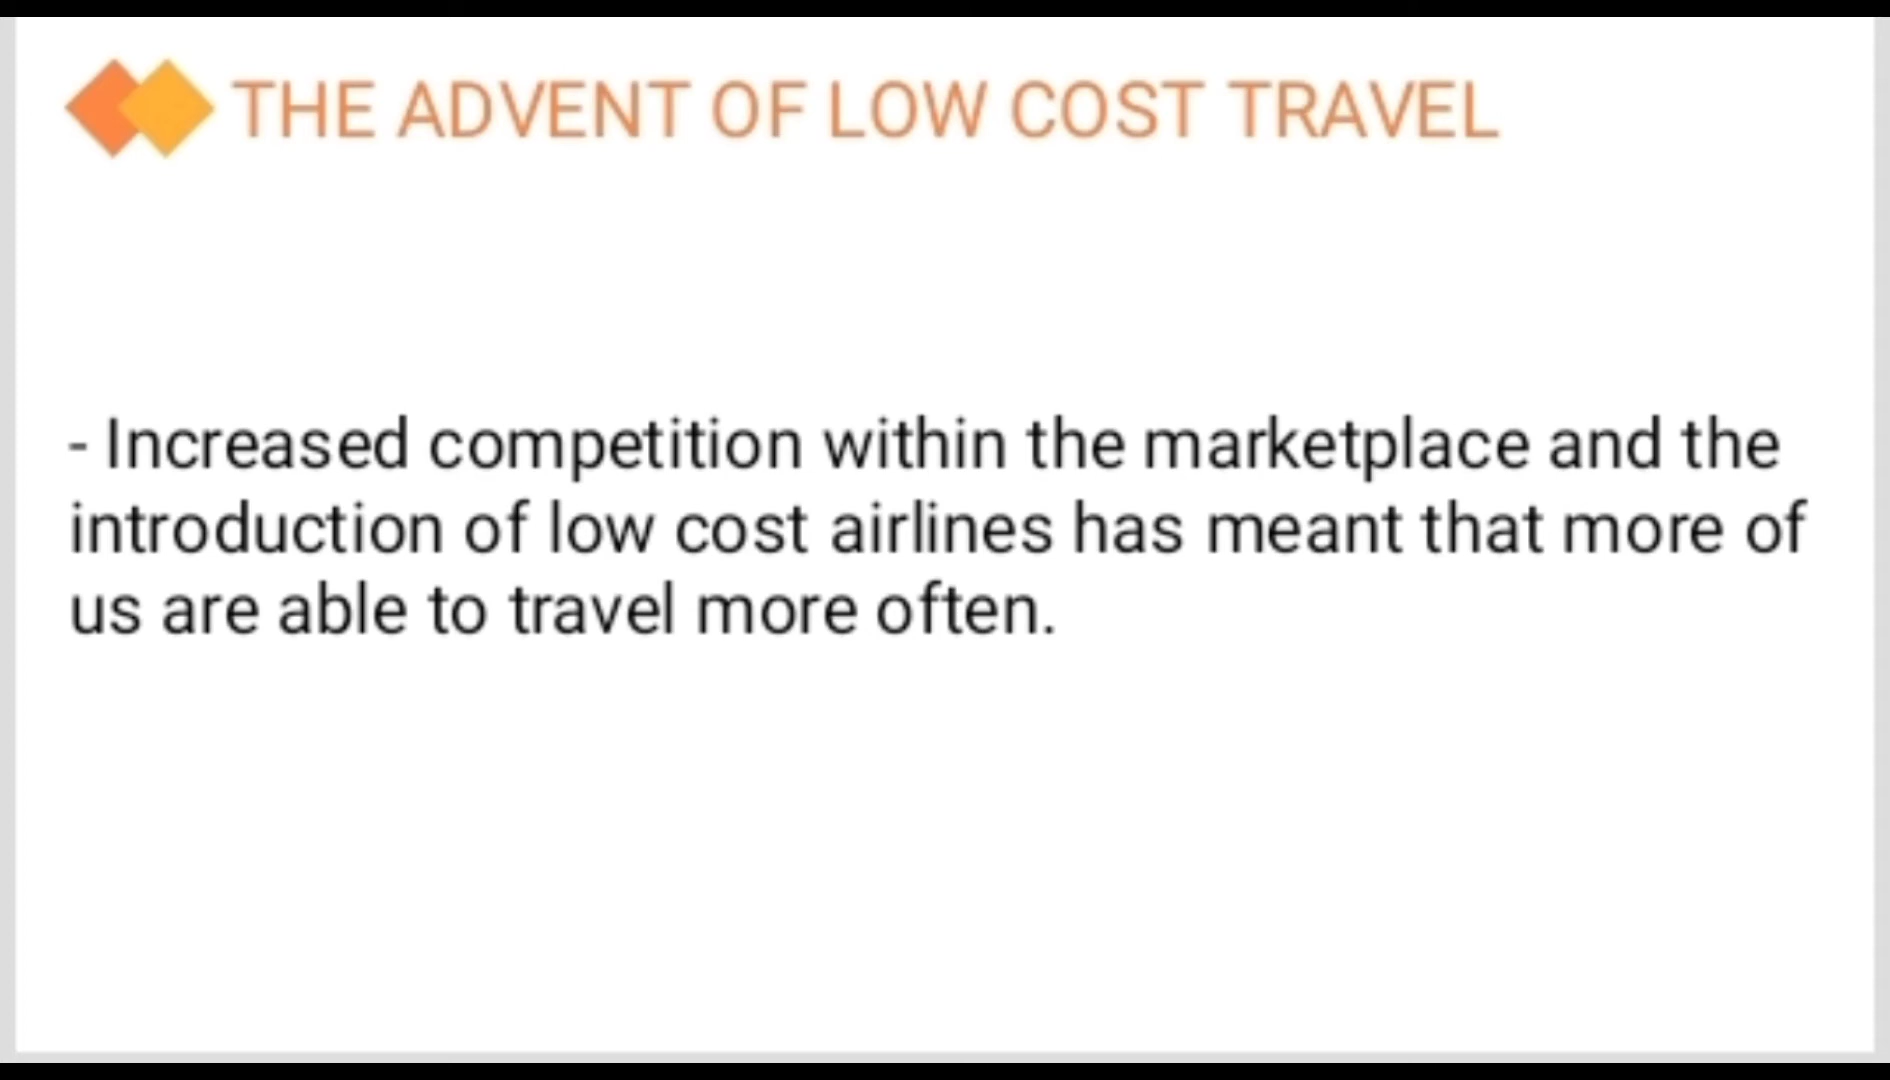 THE ADVENT OF LOW COST TRAVEL
- Increased competition within the marketplace and the
introduction of low cost airlines has meant that more of
us are able to travel more often.